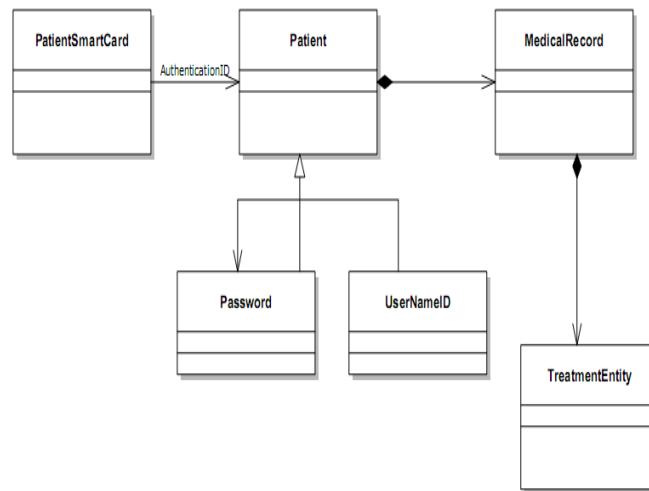 PatientSmartCard
Patient
MedicalRecord
AuthenticationID
Password
UserNameID
TreatmentEntity